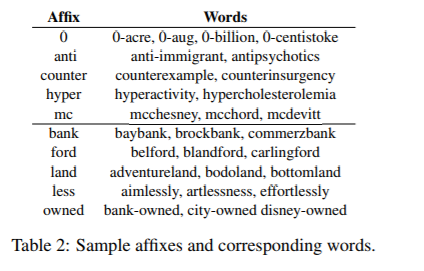 Affix Words
0 0-acre, 0-aug, 0-billion, 0-centistoke
anti anti-immigrant, antipsychotics
counter counterexample, counterinsurgency
hyper hyperactivity, hypercholesterolemia
mc mcchesney, mcchord, mcdevitt
bank baybank, brockbank, commerzbank
ford belford, blandford, carlingford
land adventureland, bodoland, bottomland
less aimlessly, artlessness, effortlessly
owned bank-owned, city-owned disney-owned
Table 2: Sample affixes and corresponding words.